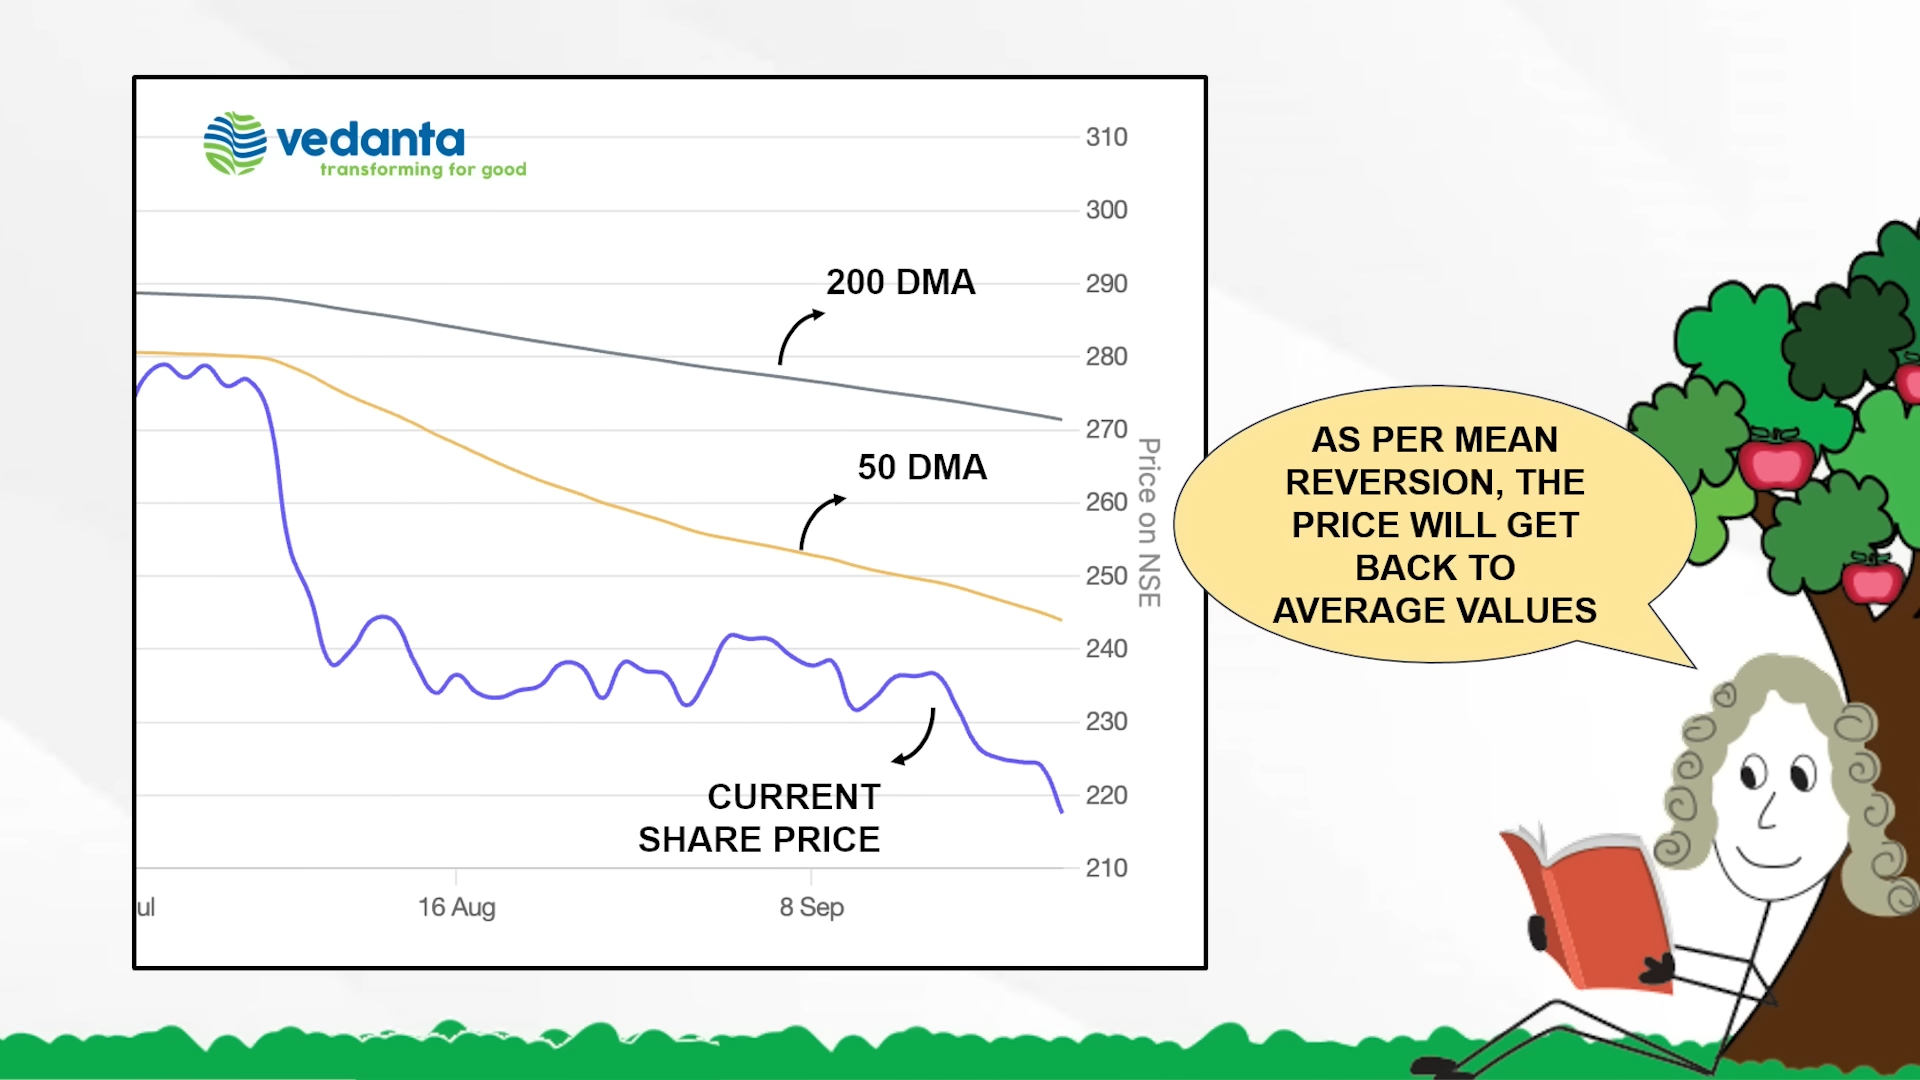 vedanta
transforming for good
310
300
200 DMA
290
280
270
50 DMA
260
250
240
230
220
210
Price on NSE
CURRENT
SHARE PRICE
ul
16 Aug
8 Sep
AS PER MEAN
REVERSION, THE
PRICE WILL GET
BACK TO
AVERAGE VALUES